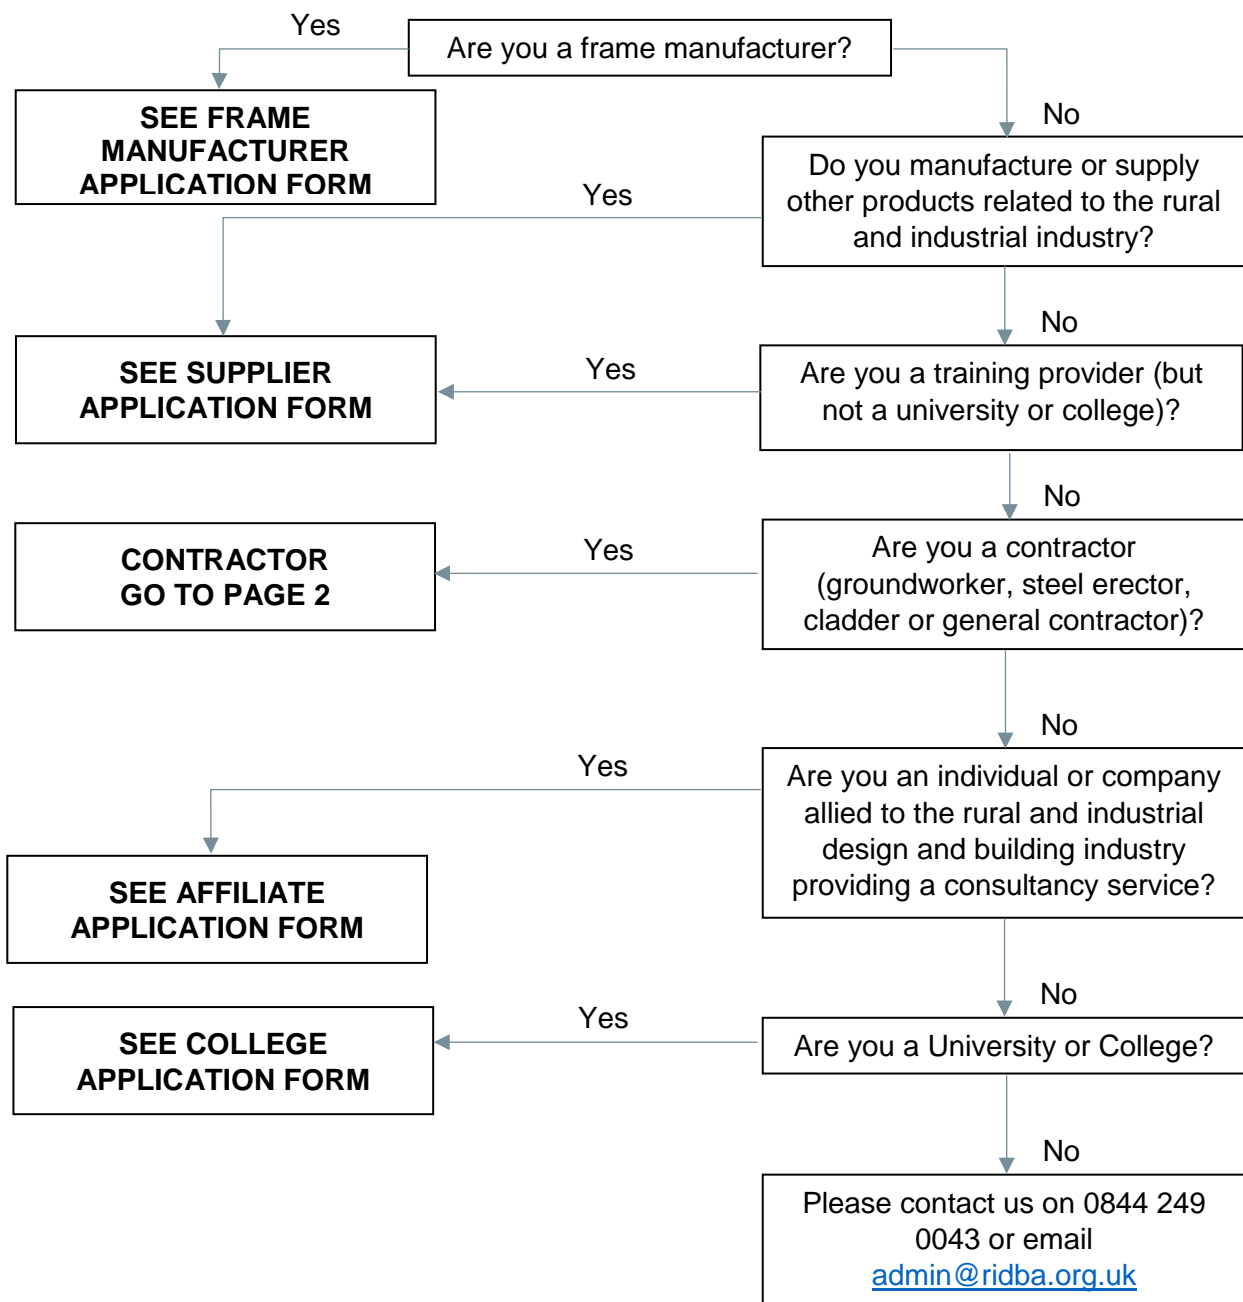 Yes
Are you a frame manufacturer?
SEE FRAME
MANUFACTURER
APPLICATION FORM
No
Do you manufacture or supply
other products related to the rural
and industrial industry?
Yes
No
SEE SUPPLIER
APPLICATION FORM
Yes
Are you a training provider (but
not a university or college)?
No
CONTRACTOR
GO TO PAGE 2
Yes
Are you a contractor
(groundworker, steel erector,
cladder or general contractor)?
No
Yes
Are you an individual or company
allied to the rural and industrial
design and building industry
providing a consultancy service?
SEE AFFILIATE
APPLICATION FORM
No
SEE COLLEGE
APPLICATION FORM
Yes
Are you a University or College?
No
Please contact us on 0844 249
0043 or email
admin@ridba.org.uk